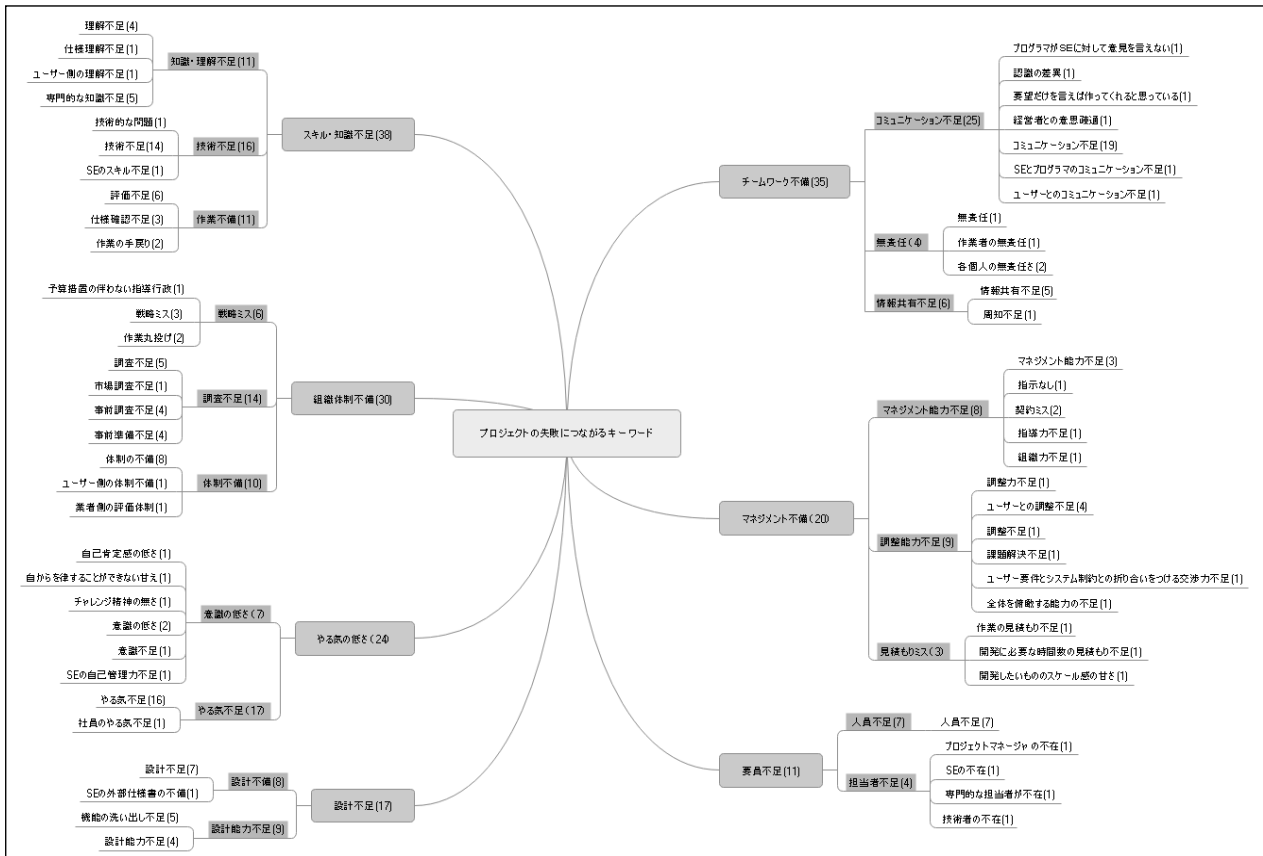 プロジェクトの失敗につながるキーワード
スキル・知識不足(38)
知識・理解不足(11)
理解不足(4)
仕様理解不足(1)
ユーザー側の理解不足(1)
専門的な知識不足(5)
技術不足(16)
技術的な問題(1)
技術不足(14)
SEのスキル不足(1)
作業不備(11)
評価不足(6)
仕様確認不足(3)
作業の手戻り(2)
組織体制不備(30)
戦略ミス(6)
予算措置の伴わない指導行政(1)
戦略ミス(3)
作業丸投げ(2)
調査不足(14)
調査不足(5)
市場調査不足(1)
事前調査不足(4)
事前準備不足(4)
体制不備(10)
体制の不備(8)
ユーザー側の体制不備(1)
業者側の評価体制(1)
やる気の低さ(24)
意識の低さ(7)
自己肯定感の低さ(1)
自からを律することができない甘え(1)
チャレンジ精神の無さ(1)
意識の低さ(2)
意識不足(1)
SEの自己管理力不足(1)
やる気不足(17)
やる気不足(16)
社員のやる気不足(1)
設計不足(17)
設計不備(8)
設計不足(7)
SEの外部仕様書の不備(1)
設計能力不足(9)
機能の洗い出し不足(5)
設計能力不足(4)
チームワーク不備(35)
コミュニケーション不足(25)
プログラマがSEに対して意見を言えない(1)
認識の差異(1)
要望だけを言えば作ってくれると思っている(1)
経営者との意思疎通(1)
コミュニケーション不足(19)
SEとプログラマのコミュニケーション不足(1)
ユーザーとのコミュニケーション不足(1)
無責任(4)
無責任(1)
作業者の無責任(1)
各個人の無責任さ(2)
情報共有不足(6)
情報共有不足(5)
周知不足(1)
マネジメント不備(20)
マネジメント能力不足(8)
マネジメント能力不足(3)
指示なし(1)
契約ミス(2)
指導力不足(1)
組織力不足(1)
調整能力不足(9)
調整力不足(1)
ユーザーとの調整不足(4)
調整不足(1)
課題解決不足(1)
ユーザー要件とシステム制約との折り合いをつける交渉力不足(1)
全体を俯瞰する能力の不足(1)
見積もりミス(3)
作業の見積もり不足(1)
開発に必要な時間数の見積もり不足(1)
開発したいもののスケール感の甘さ(1)
要員不足(11)
人員不足(7)
人員不足(7)
担当者不足(4)
プロジェクトマネージャの不在(1)
SEの不在(1)
専門的な担当者が不在(1)
技術者の不在(1)